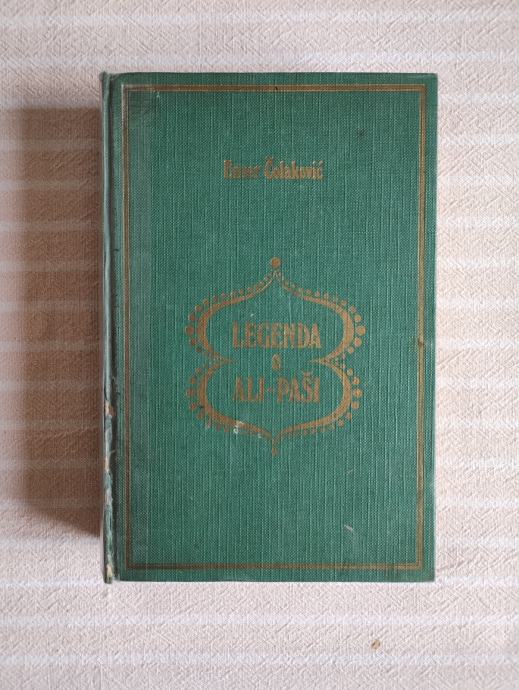 Enver Čolaković
LEGENDA
O
ALI-PAŠI